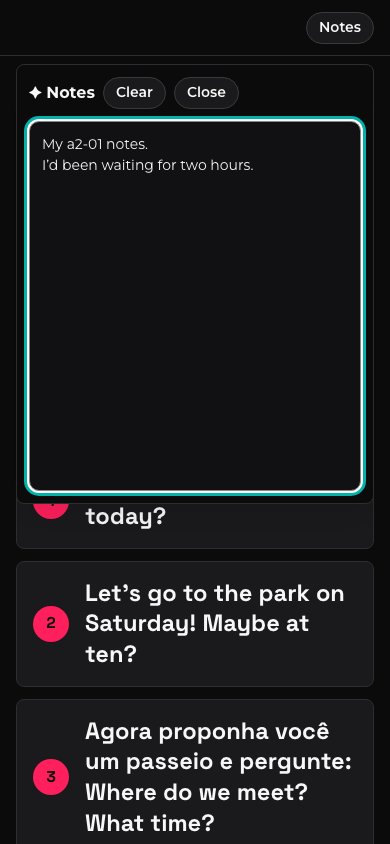 Notes
✦ Notes Clear Close
My a2-01 notes.
I'd been waiting for two hours.
today?
2
Let's go to the park on
Saturday! Maybe at
ten?
3
Agora proponha você
um passeio e pergunte:
Where do we meet?
What time?